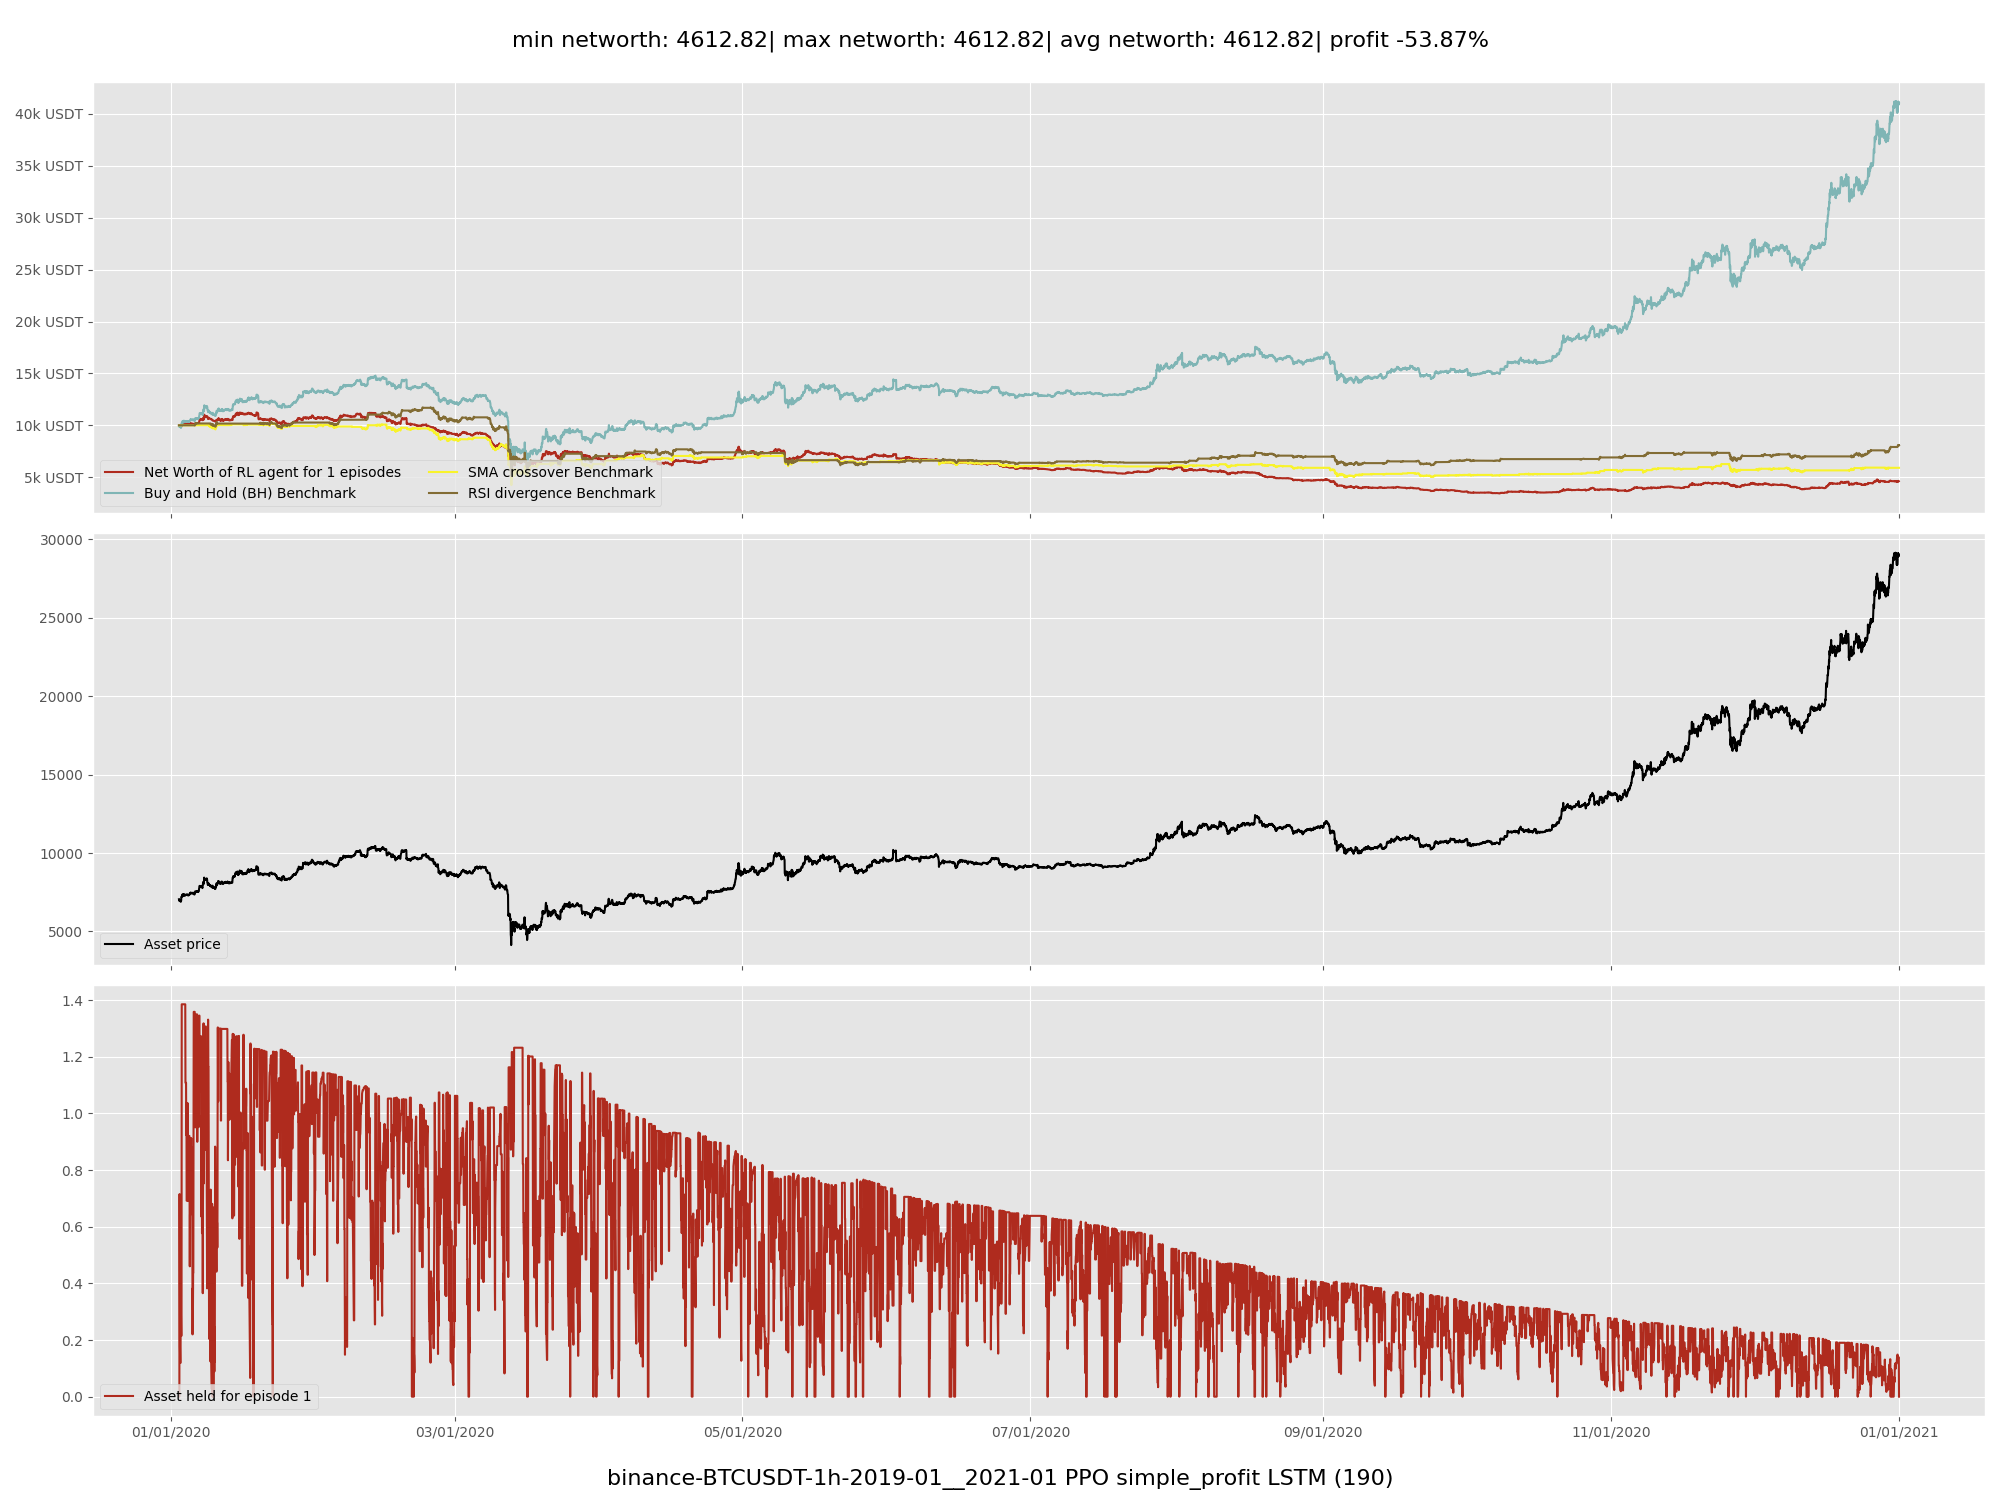 min networth: 4612.82| max networth: 4612.82| avg networth: 4612.82| profit -53.87%
40k USDT
35k USDT
30k USDT
25k USDT
20k USDT
15k USDT
10k USDT
5k USDT
Net Worth of RL agent for 1 episodes
Buy and Hold (BH) Benchmark
SMA crossover Benchmark
RSI divergence Benchmark
30000
25000
20000
15000
10000
5000
Asset price
1.4
1.2
1.0
0.8
0.6
0.4
0.2
0.0
Asset held for episode 1
01/01/2020
03/01/2020
05/01/2020
07/01/2020
09/01/2020
11/01/2020
01/01/2021
binance-BTCUSDT-1h-2019-01__2021-01 PPO simple_profit LSTM (190)